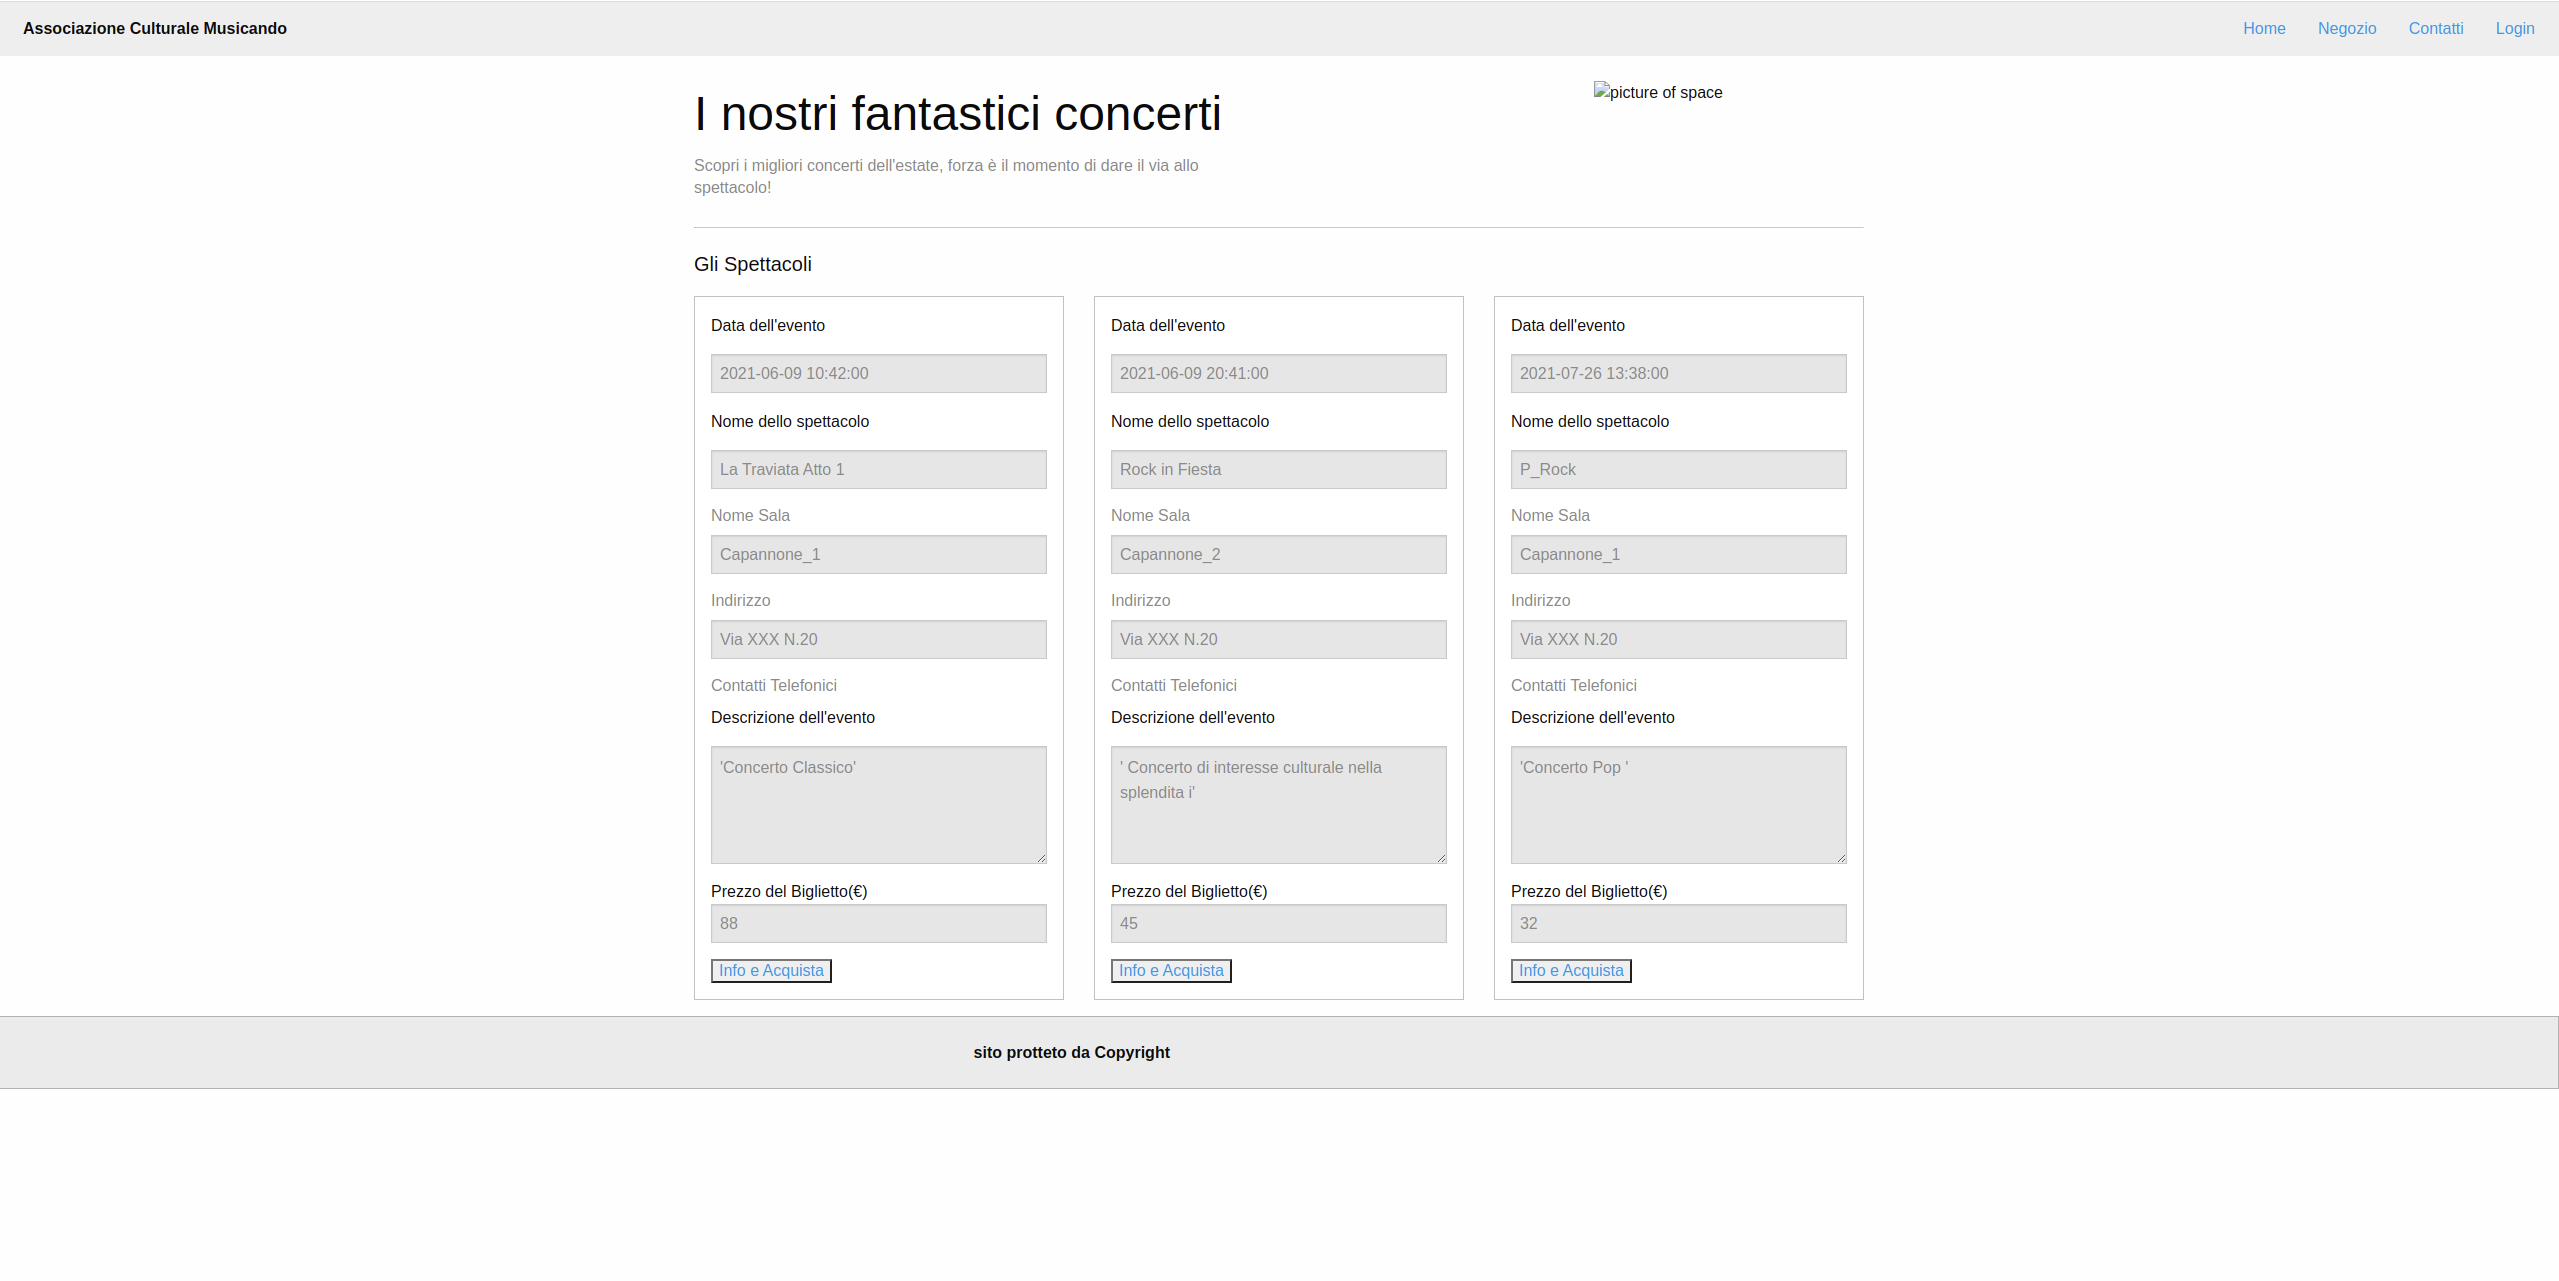 Associazione Culturale Musicando
Home Negozio Contatti Login
I nostri fantastici concerti
picture of space
Scopri i migliori concerti dell'estate, forza è il momento di dare il via allo
spettacolo!
Gli Spettacoli
Data dell'evento
2021-06-09 10:42:00
Nome dello spettacolo
La Traviata Atto 1
Nome Sala
Capannone_1
Indirizzo
Via XXX N.20
Contatti Telefonici
Descrizione dell'evento
'Concerto Classico'
Prezzo del Biglietto(€)
88
Info e Acquista
Data dell'evento
2021-06-09 20:41:00
Nome dello spettacolo
Rock in Fiesta
Nome Sala
Capannone_2
Indirizzo
Via XXX N.20
Contatti Telefonici
Descrizione dell'evento
' Concerto di interesse culturale nella
splendita i'
Prezzo del Biglietto(€)
45
Info e Acquista
Data dell'evento
2021-07-26 13:38:00
Nome dello spettacolo
P_Rock
Nome Sala
Capannone_1
Indirizzo
Via XXX N.20
Contatti Telefonici
Descrizione dell'evento
'Concerto Pop '
Prezzo del Biglietto(€)
32
Info e Acquista
sito protteto da Copyright